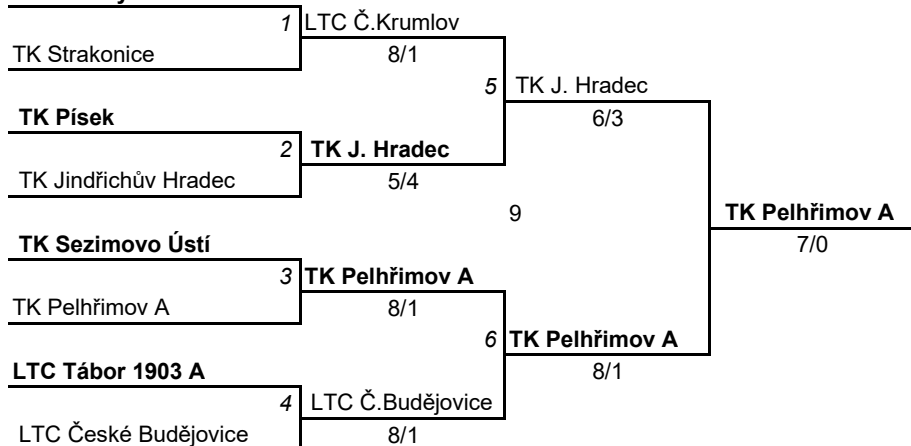 1 LTC Č.Krumlov
TK Strakonice 8/1
5 TK J. Hradec
TK Písek 6/3
2 TK J. Hradec
TK Jindřichův Hradec 5/4
9 TK Pelhřimov A
TK Sezimovo Ústí 7/0
3 TK Pelhřimov A
TK Pelhřimov A 8/1
6 TK Pelhřimov A
LTC Tábor 1903 A 8/1
4 LTC Č.Budějovice
LTC České Budějovice 8/1